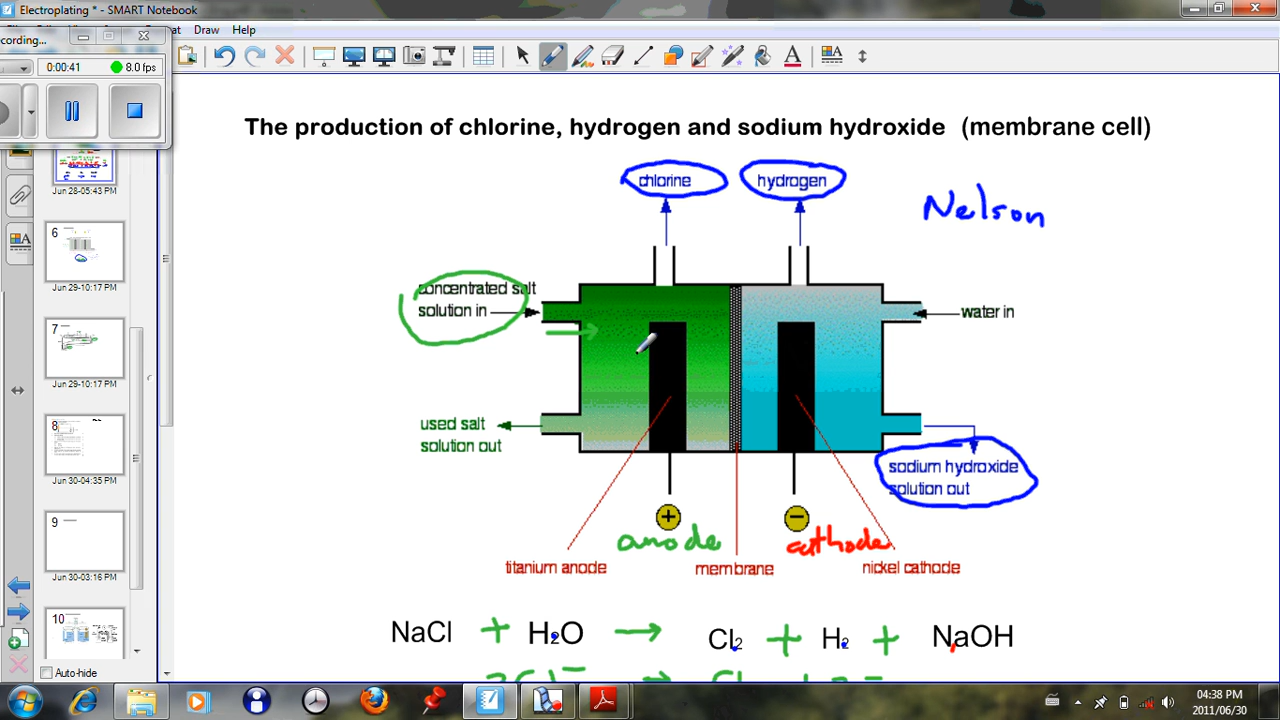 Electroplating * - SMART Notebook
Draw Help
cording...
0:00:41 8.0 fps
The production of chlorine, hydrogen and sodium hydroxide (membrane cell)
chlorine hydrogen
Nelson
concentrated salt
solution in
water in
used salt
solution out
sodium hydroxide
solution out
+ −
anode cathode
titanium anode membrane nickel cathode
NaCl + H₂O → Cl₂ + H₂ + NaOH
Jun 28-05:43 PM
6
Jun 29-10:17 PM
7
Jun 29-10:17 PM
8
Jun 30-04:35 PM
9
Jun 30-03:16 PM
10
Auto-hide
04:38 PM
2011/06/30